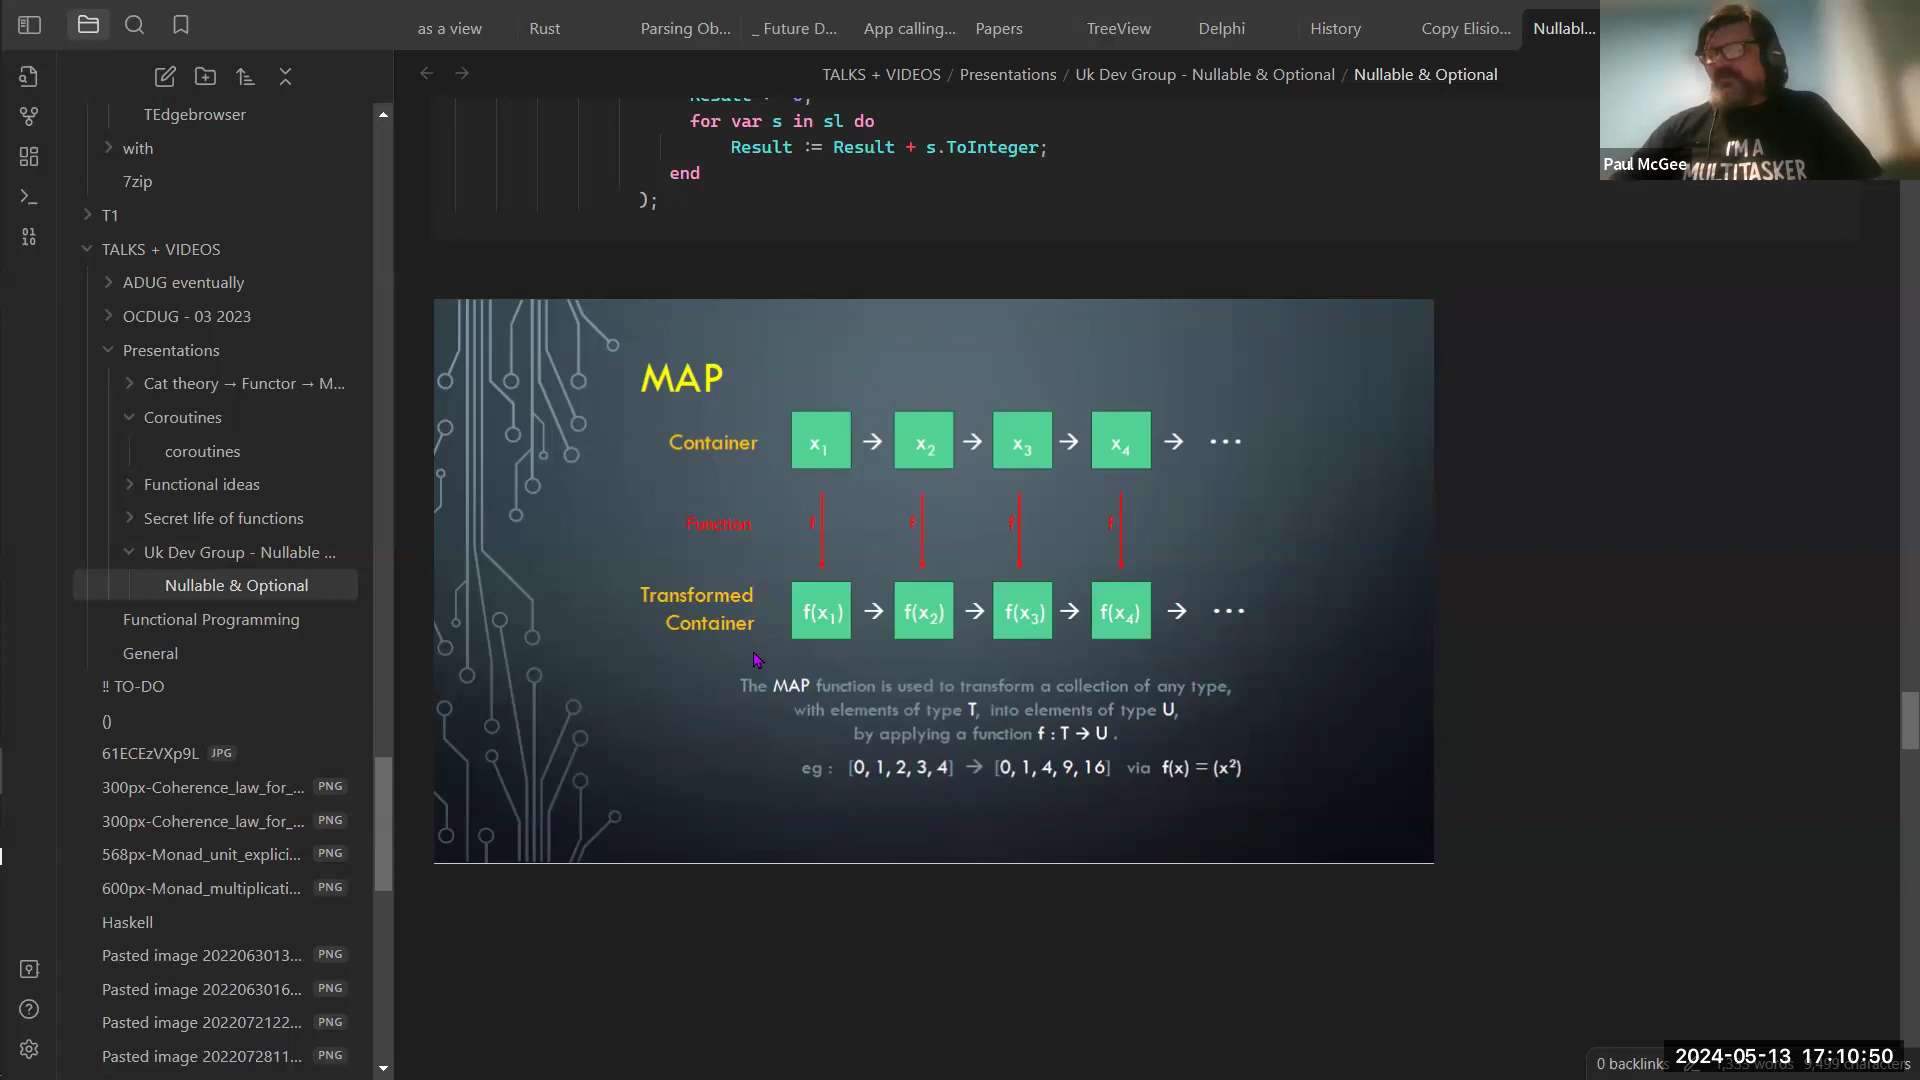 as a view
Rust
Parsing Ob...
_ Future D...
App calling...
Papers
TreeView
Delphi
History
Copy Elisio...
Nullabl...
TALKS + VIDEOS / Presentations / Uk Dev Group - Nullable & Optional / Nullable & Optional
TEdgebrowser
with
7zip
T1
TALKS + VIDEOS
ADUG eventually
OCDUG - 03 2023
Presentations
Cat theory → Functor → M...
Coroutines
coroutines
Functional ideas
Secret life of functions
Uk Dev Group - Nullable ...
Nullable & Optional
Functional Programming
General
!! TO-DO
()
61ECEzVXp9L JPG
300px-Coherence_law_for_... PNG
300px-Coherence_law_for_... PNG
568px-Monad_unit_explici... PNG
600px-Monad_multiplicati... PNG
Haskell
Pasted image 2022063013... PNG
Pasted image 2022063016... PNG
Pasted image 2022072122... PNG
Pasted image 2022072811... PNG
for var s in sl do
Result := Result + s.ToInteger;
end
);
MAP
Container x₁ → x₂ → x₃ → x₄ → ...
Function f f f f
Transformed
Container
f(x₁) → f(x₂) → f(x₃) → f(x₄) → ...
The MAP function is used to transform a collection of any type,
with elements of type T, into elements of type U,
by applying a function f : T → U .
eg : [0, 1, 2, 3, 4] → [0, 1, 4, 9, 16] via f(x) = (x²)
I'M A
MULTITASKER
Paul McGee
0 backlinks
2024-05-13 17:10:50